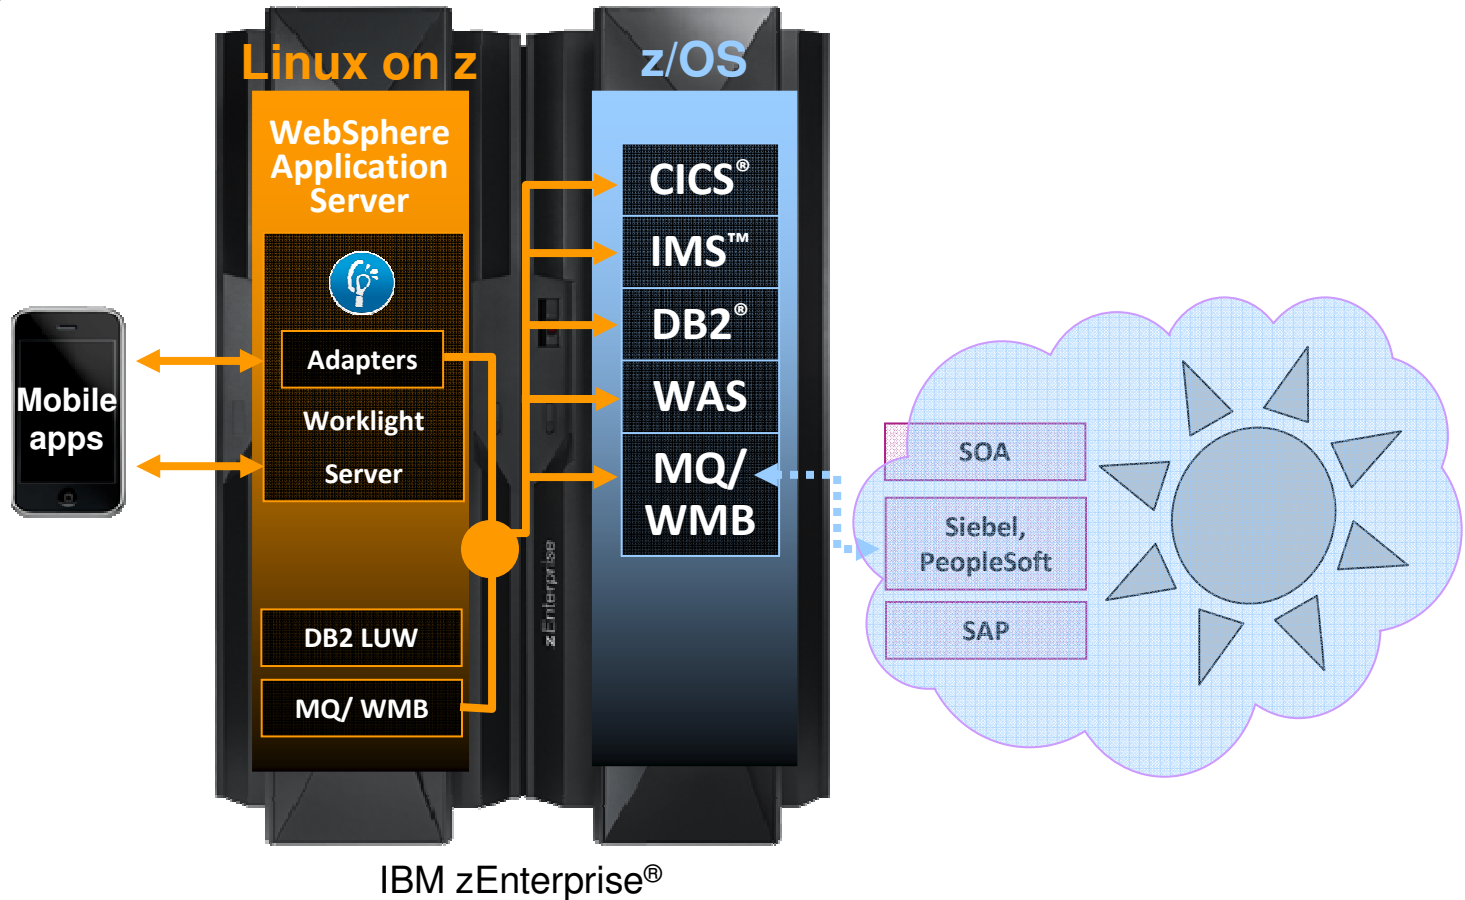 Linux on z
z/OS
WebSphere
Application
Server
Adapters
Worklight
Server
DB2 LUW
MQ/ WMB
Mobile
apps
CICS®
IMS™
DB2®
WAS
MQ/
WMB
zEnterprise
SOA
Siebel,
PeopleSoft
SAP
IBM zEnterprise®